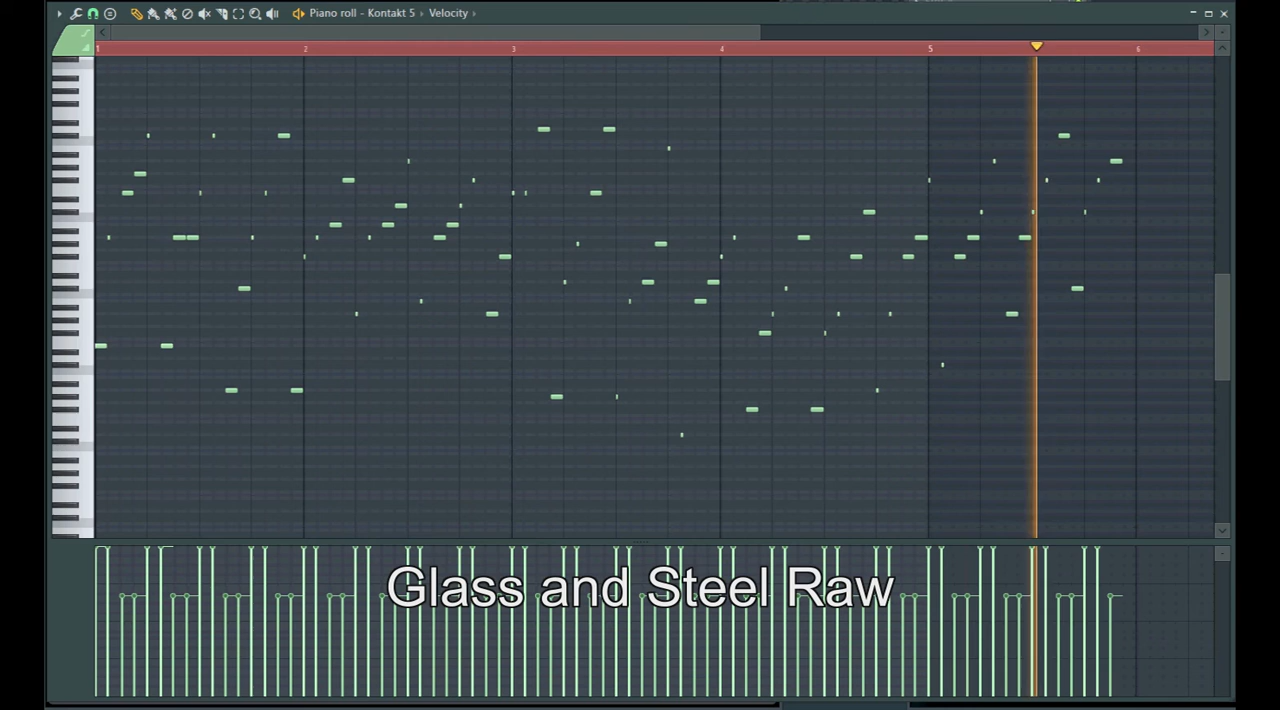 Piano roll - Kontakt 5 › Velocity ›
1 2 3 4 5 6
Glass and Steel Raw